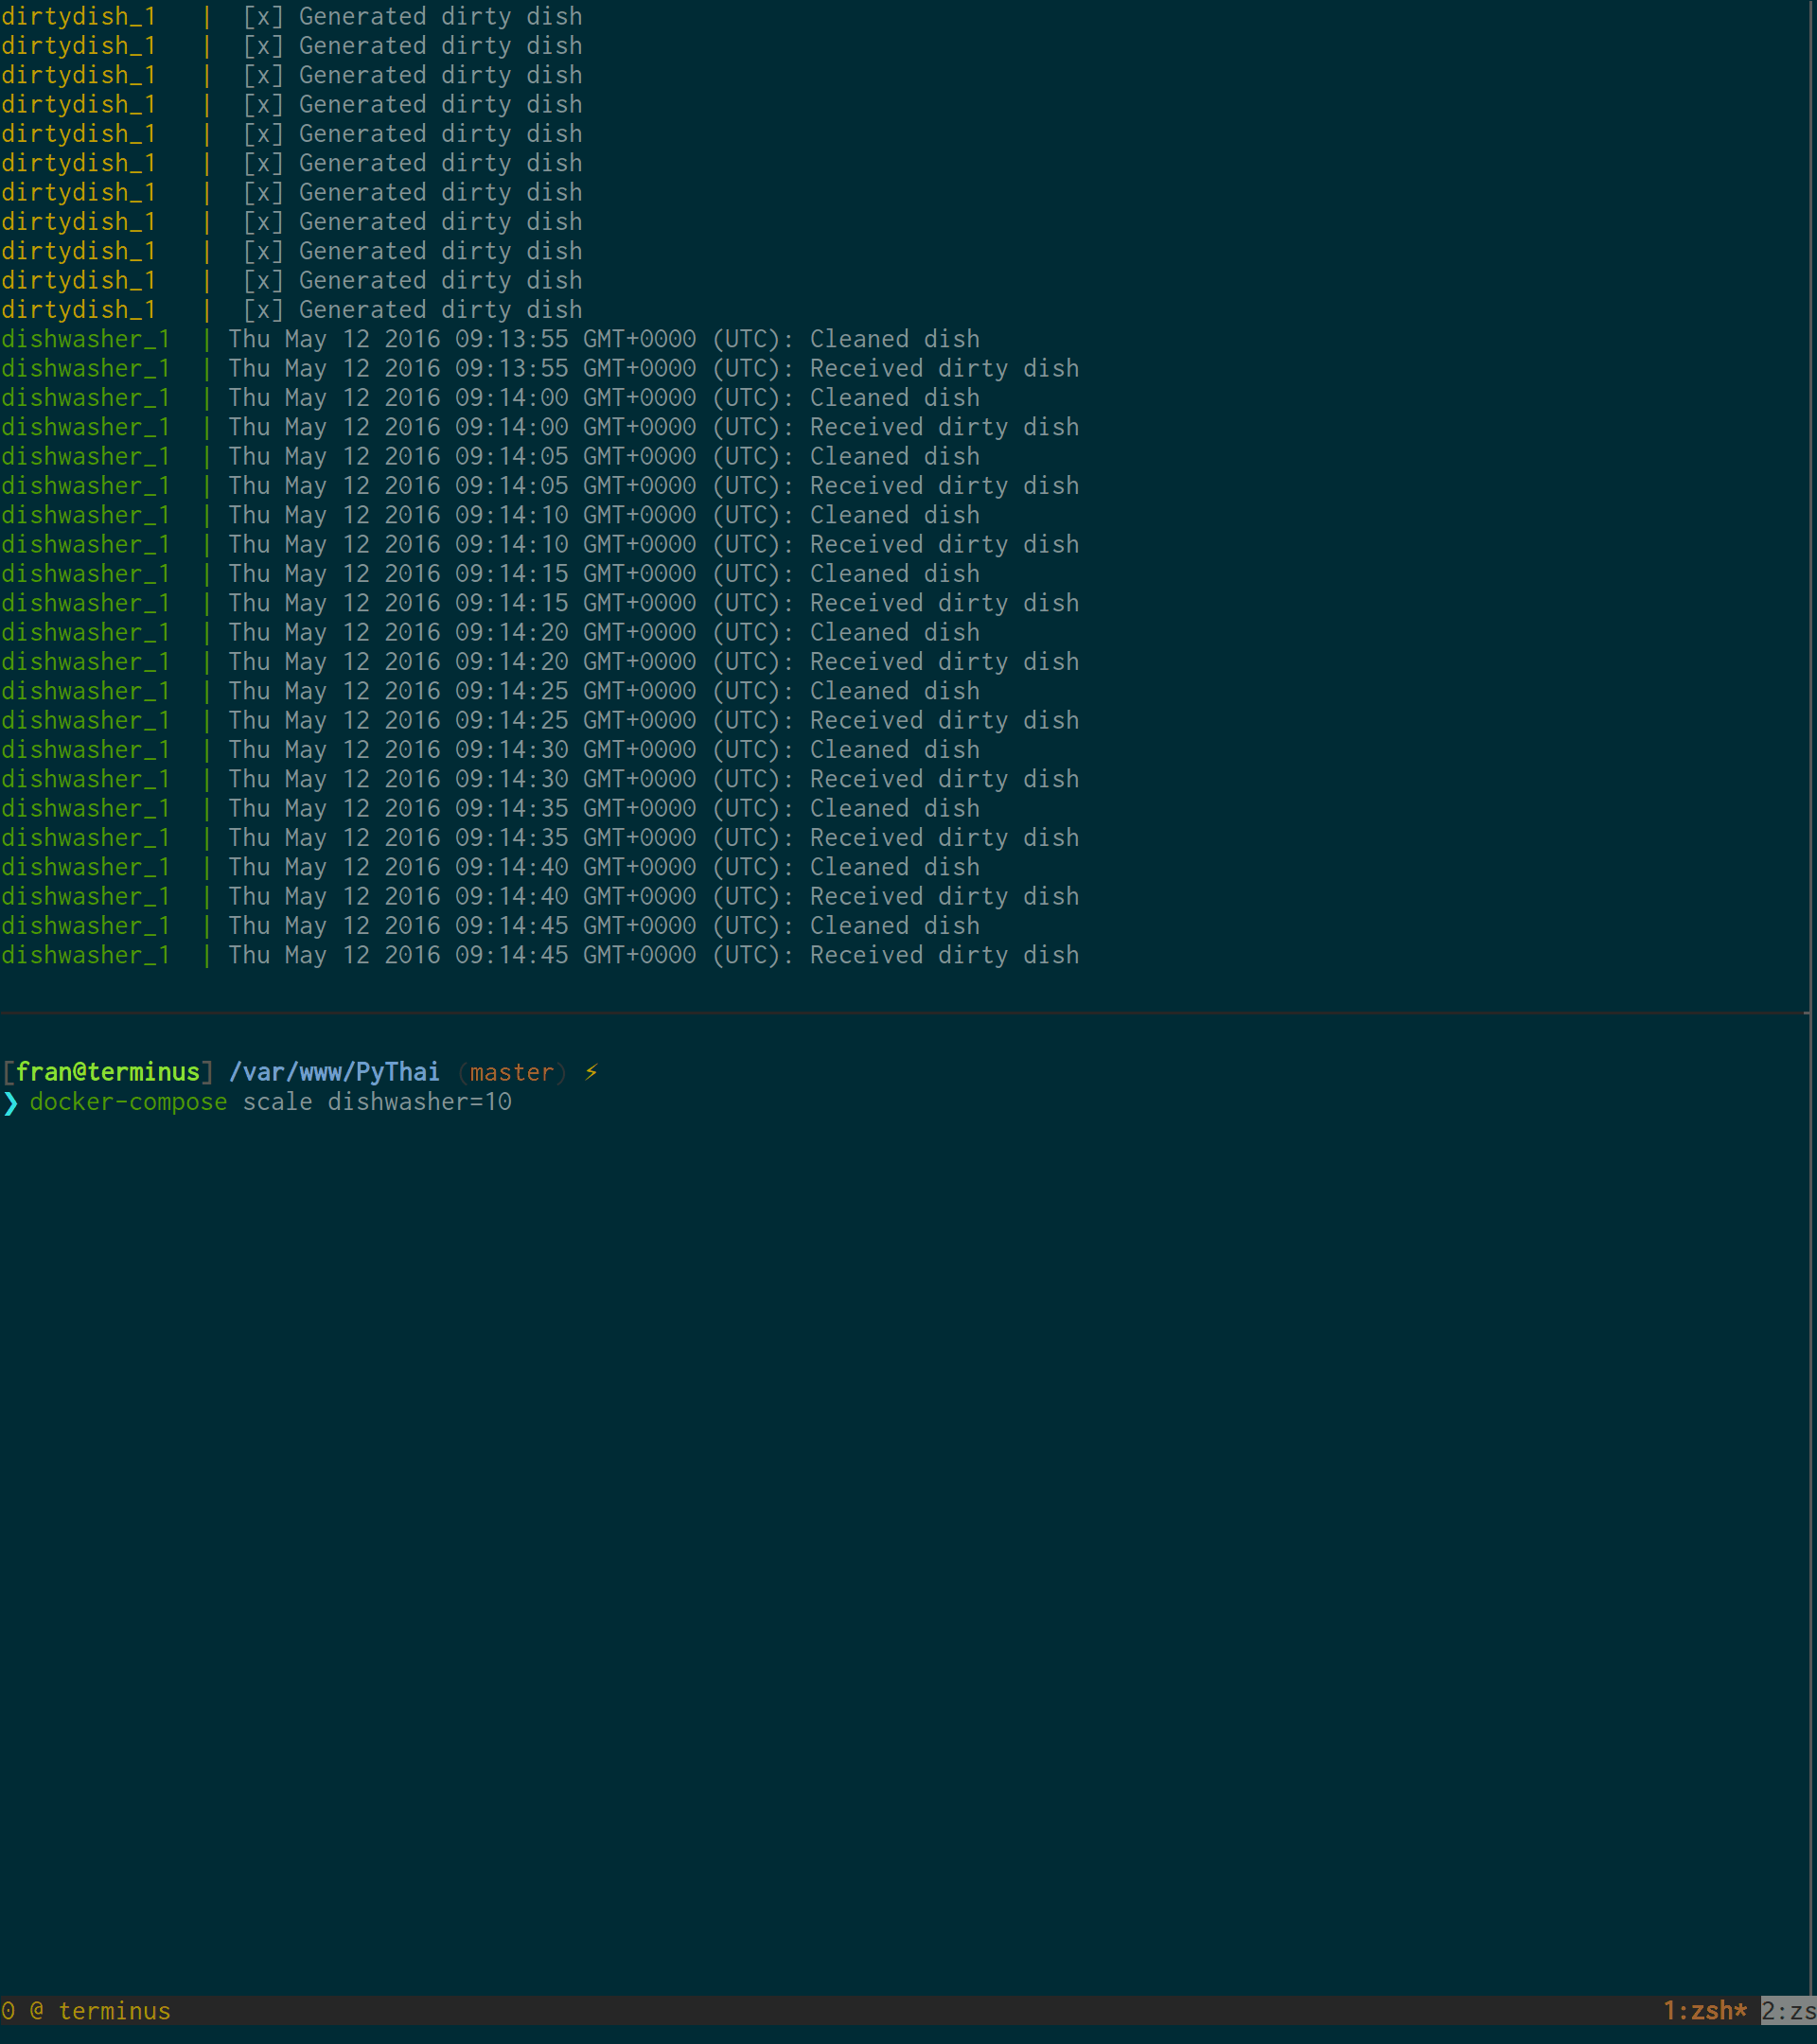 dirtydish_1   |  [x] Generated dirty dish
dirtydish_1   |  [x] Generated dirty dish
dirtydish_1   |  [x] Generated dirty dish
dirtydish_1   |  [x] Generated dirty dish
dirtydish_1   |  [x] Generated dirty dish
dirtydish_1   |  [x] Generated dirty dish
dirtydish_1   |  [x] Generated dirty dish
dirtydish_1   |  [x] Generated dirty dish
dirtydish_1   |  [x] Generated dirty dish
dirtydish_1   |  [x] Generated dirty dish
dirtydish_1   |  [x] Generated dirty dish
dishwasher_1  | Thu May 12 2016 09:13:55 GMT+0000 (UTC): Cleaned dish
dishwasher_1  | Thu May 12 2016 09:13:55 GMT+0000 (UTC): Received dirty dish
dishwasher_1  | Thu May 12 2016 09:14:00 GMT+0000 (UTC): Cleaned dish
dishwasher_1  | Thu May 12 2016 09:14:00 GMT+0000 (UTC): Received dirty dish
dishwasher_1  | Thu May 12 2016 09:14:05 GMT+0000 (UTC): Cleaned dish
dishwasher_1  | Thu May 12 2016 09:14:05 GMT+0000 (UTC): Received dirty dish
dishwasher_1  | Thu May 12 2016 09:14:10 GMT+0000 (UTC): Cleaned dish
dishwasher_1  | Thu May 12 2016 09:14:10 GMT+0000 (UTC): Received dirty dish
dishwasher_1  | Thu May 12 2016 09:14:15 GMT+0000 (UTC): Cleaned dish
dishwasher_1  | Thu May 12 2016 09:14:15 GMT+0000 (UTC): Received dirty dish
dishwasher_1  | Thu May 12 2016 09:14:20 GMT+0000 (UTC): Cleaned dish
dishwasher_1  | Thu May 12 2016 09:14:20 GMT+0000 (UTC): Received dirty dish
dishwasher_1  | Thu May 12 2016 09:14:25 GMT+0000 (UTC): Cleaned dish
dishwasher_1  | Thu May 12 2016 09:14:25 GMT+0000 (UTC): Received dirty dish
dishwasher_1  | Thu May 12 2016 09:14:30 GMT+0000 (UTC): Cleaned dish
dishwasher_1  | Thu May 12 2016 09:14:30 GMT+0000 (UTC): Received dirty dish
dishwasher_1  | Thu May 12 2016 09:14:35 GMT+0000 (UTC): Cleaned dish
dishwasher_1  | Thu May 12 2016 09:14:35 GMT+0000 (UTC): Received dirty dish
dishwasher_1  | Thu May 12 2016 09:14:40 GMT+0000 (UTC): Cleaned dish
dishwasher_1  | Thu May 12 2016 09:14:40 GMT+0000 (UTC): Received dirty dish
dishwasher_1  | Thu May 12 2016 09:14:45 GMT+0000 (UTC): Cleaned dish
dishwasher_1  | Thu May 12 2016 09:14:45 GMT+0000 (UTC): Received dirty dish
[fran@terminus] /var/www/PyThai (master) ⚡
❯ docker-compose scale dishwasher=10
0 @ terminus 1:zsh* 2:zs